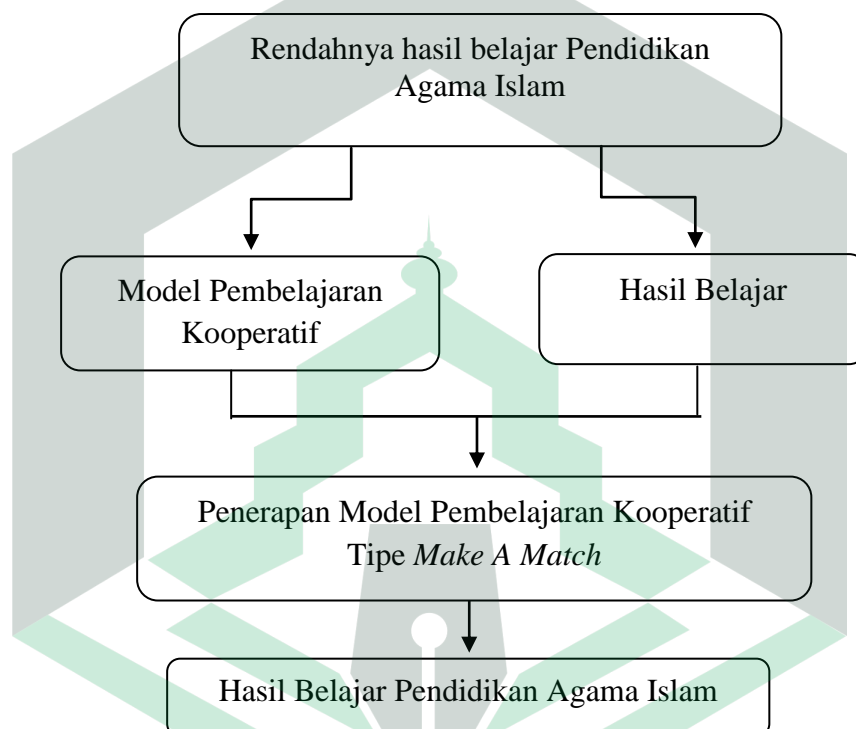 Rendahnya hasil belajar Pendidikan
Agama Islam
Model Pembelajaran
Kooperatif
Hasil Belajar
Penerapan Model Pembelajaran Kooperatif
Tipe Make A Match
Hasil Belajar Pendidikan Agama Islam